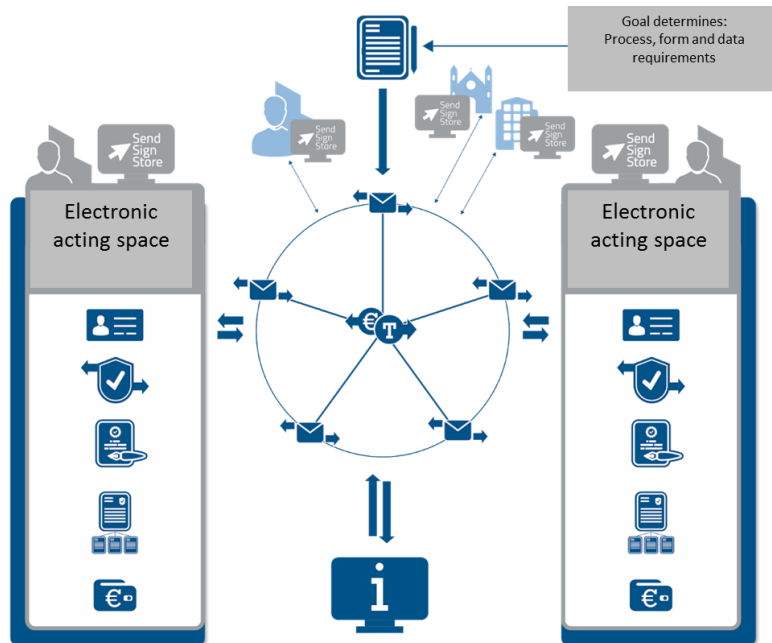 Goal determines:
Process, form and data
requirements
Send
Sign
Store
Send
Sign
Store
Send
Sign
Store
Send
Sign
Store
Send
Sign
Store
Electronic
acting space
Electronic
acting space
€
T
i
€
€